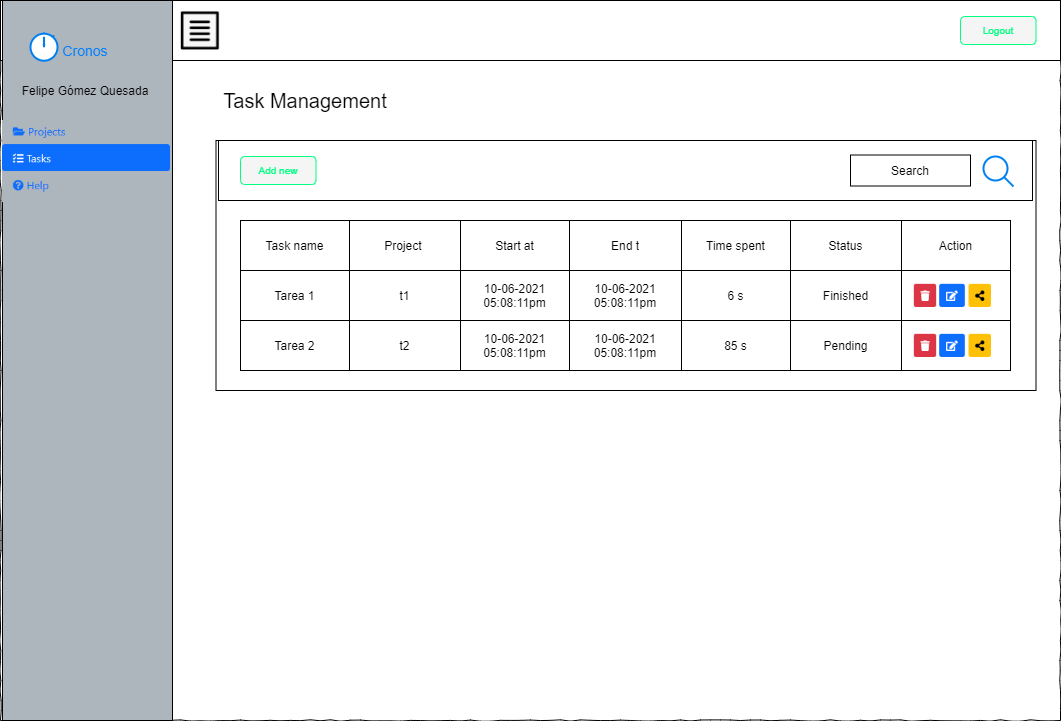 Cronos
Felipe Gómez Quesada
Projects
Tasks
Help
Logout
Task Management
Add new
Search
Task name Project Start at End t Time spent Status Action
Tarea 1 t1 10-06-2021 05:08:11pm 10-06-2021 05:08:11pm 6 s Finished
Tarea 2 t2 10-06-2021 05:08:11pm 10-06-2021 05:08:11pm 85 s Pending